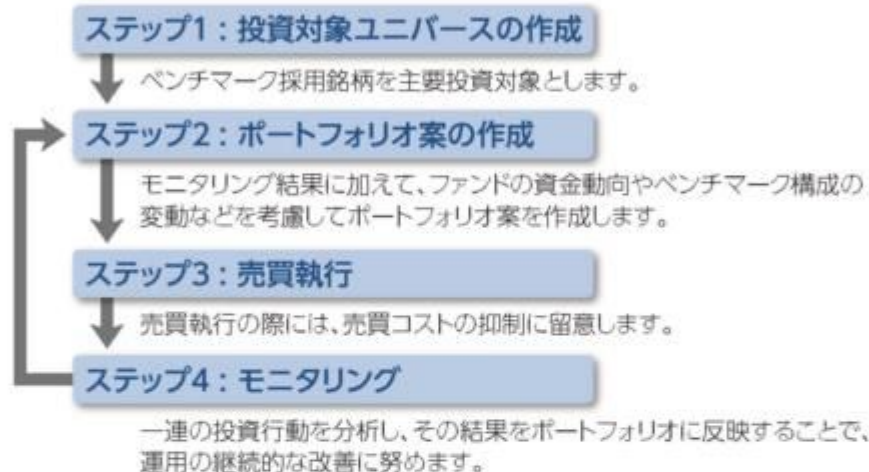 ステップ1：投資対象ユニバースの作成
ベンチマーク採用銘柄を主要投資対象とします。
ステップ2：ポートフォリオ案の作成
モニタリング結果に加えて、ファンドの資金動向やベンチマーク構成の
変動などを考慮してポートフォリオ案を作成します。
ステップ3：売買執行
売買執行の際には、売買コストの抑制に留意します。
ステップ4：モニタリング
一連の投資行動を分析し、その結果をポートフォリオに反映することで、
運用の継続的な改善に努めます。